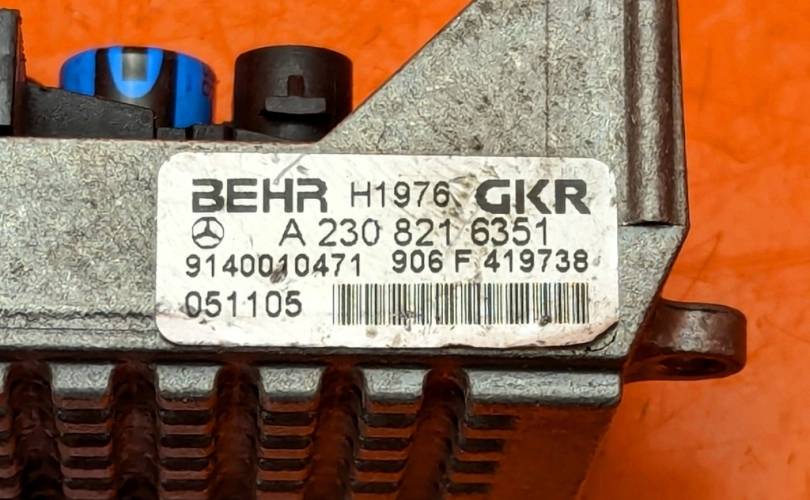 BEHR H1976 GKR
A 230 821 6351
9140010471 906 F 419738
051105